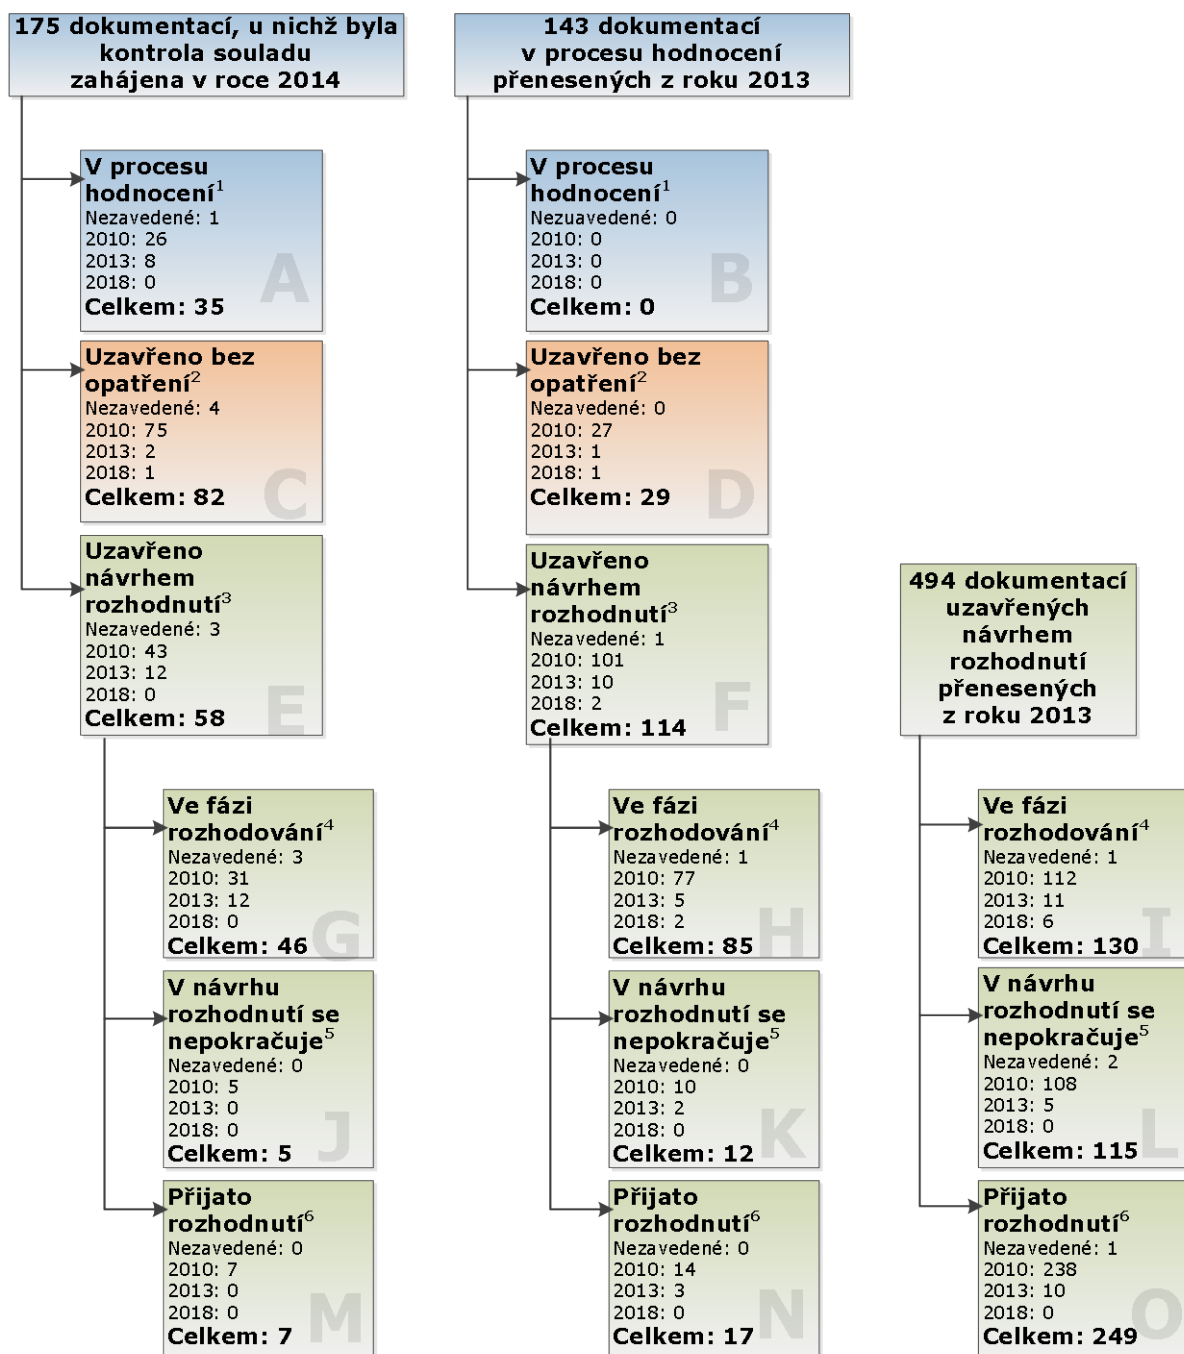 175 dokumentací, u nichž byla
kontrola souladu
zahájena v roce 2014
V procesu
hodnocení¹
Nezavedené: 1
2010: 26
2013: 8
2018: 0
Celkem: 35
A
Uzavřeno bez
opatření²
Nezavedené: 4
2010: 75
2013: 2
2018: 1
Celkem: 82
C
Uzavřeno
návrhem
rozhodnutí³
Nezavedené: 3
2010: 43
2013: 12
2018: 0
Celkem: 58
E
Ve fázi
rozhodování⁴
Nezavedené: 3
2010: 31
2013: 12
2018: 0
Celkem: 46
G
V návrhu
rozhodnutí se
nepokračuje⁵
Nezavedené: 0
2010: 5
2013: 0
2018: 0
Celkem: 5
J
Přijato
rozhodnutí⁶
Nezavedené: 0
2010: 7
2013: 0
2018: 0
Celkem: 7
M
143 dokumentací
v procesu hodnocení
přenesených z roku 2013
V procesu
hodnocení¹
Nezuavedené: 0
2010: 0
2013: 0
2018: 0
Celkem: 0
B
Uzavřeno bez
opatření²
Nezavedené: 0
2010: 27
2013: 1
2018: 1
Celkem: 29
D
Uzavřeno
návrhem
rozhodnutí³
Nezavedené: 1
2010: 101
2013: 10
2018: 2
Celkem: 114
F
Ve fázi
rozhodování⁴
Nezavedené: 1
2010: 77
2013: 5
2018: 2
Celkem: 85
H
V návrhu
rozhodnutí se
nepokračuje⁵
Nezavedené: 0
2010: 10
2013: 2
2018: 0
Celkem: 12
K
Přijato
rozhodnutí⁶
Nezavedené: 0
2010: 14
2013: 3
2018: 0
Celkem: 17
N
494 dokumentací
uzavřených
návrhem
rozhodnutí
přenesených
z roku 2013
Ve fázi
rozhodování⁴
Nezavedené: 1
2010: 112
2013: 11
2018: 6
Celkem: 130
I
V návrhu
rozhodnutí se
nepokračuje⁵
Nezavedené: 2
2010: 108
2013: 5
2018: 0
Celkem: 115
L
Přijato
rozhodnutí⁶
Nezavedené: 1
2010: 238
2013: 10
2018: 0
Celkem: 249
O